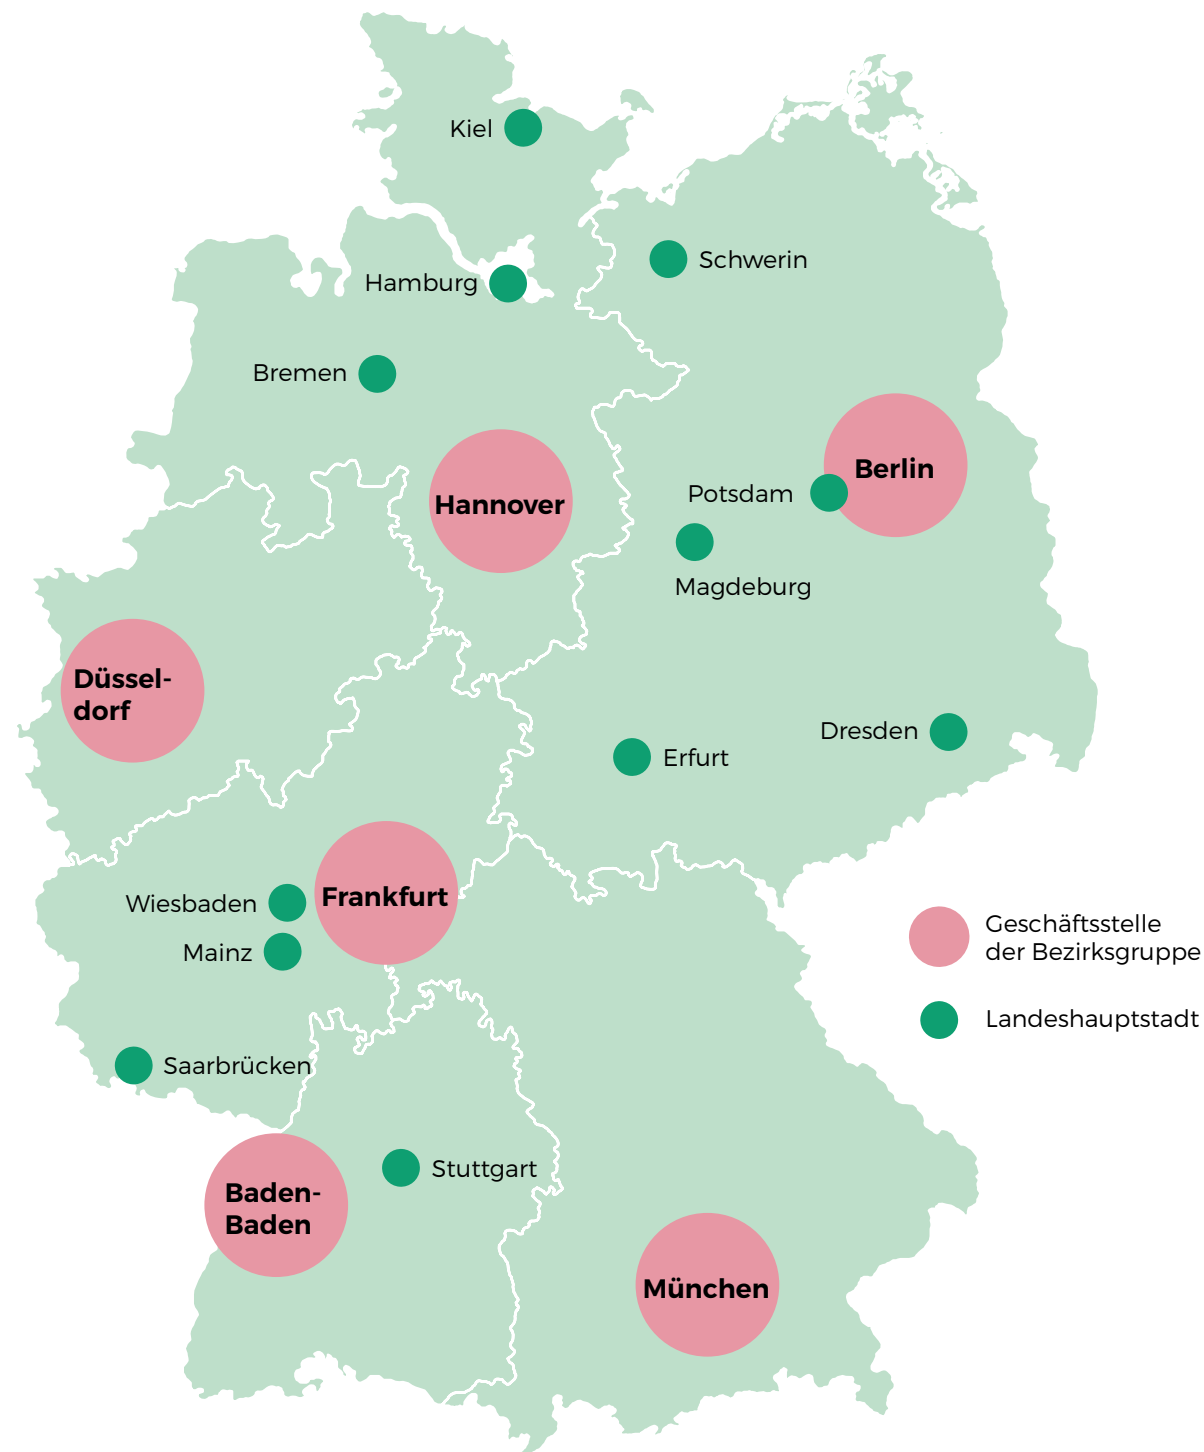 Kiel
Schwerin
Hamburg
Bremen
Berlin
Potsdam
Hannover
Magdeburg
Düssel-
dorf
Dresden
Erfurt
Wiesbaden
Frankfurt
Mainz
Geschäftsstelle
der Bezirksgruppe
Landeshauptstadt
Saarbrücken
Stuttgart
Baden-
Baden
München